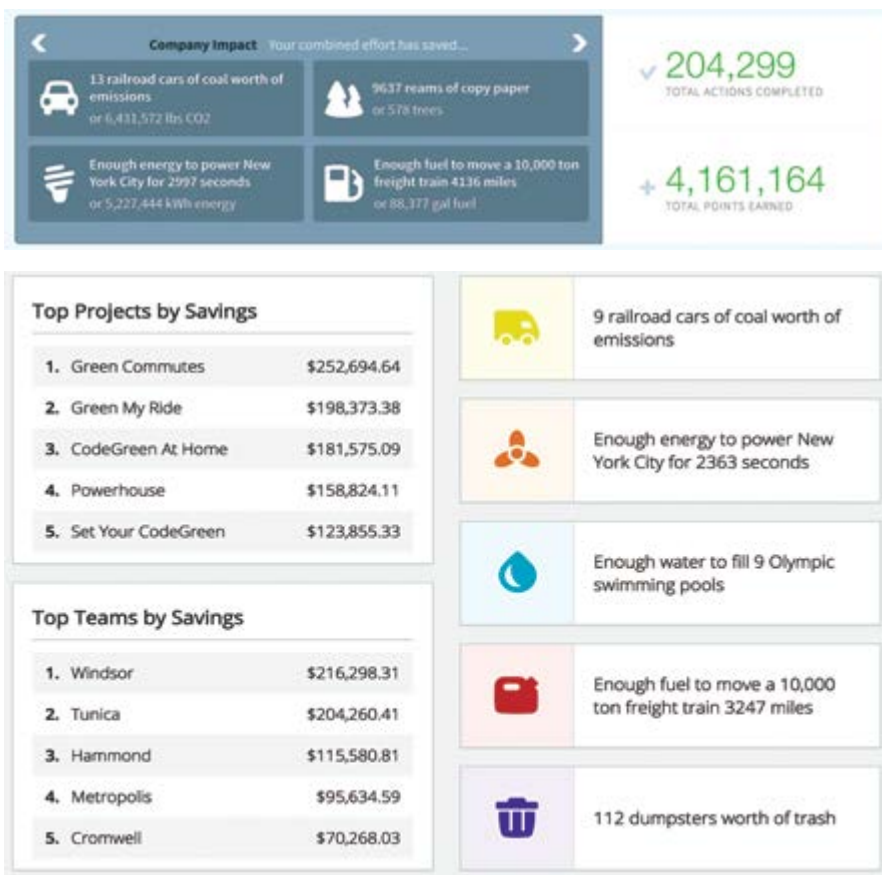 Company Impact Your combined effort has saved...
13 railroad cars of coal worth of
emissions
or 6,431,572 lbs CO2
9637 reams of copy paper
or 578 trees
Enough energy to power New
York City for 2997 seconds
or 5,227,444 kWh energy
Enough fuel to move a 10,000 ton
freight train 4136 miles
or 88,377 gal fuel
204,299
TOTAL ACTIONS COMPLETED
4,161,164
TOTAL POINTS EARNED
Top Projects by Savings
1. Green Commutes $252,694.64
2. Green My Ride $198,373.38
3. CodeGreen At Home $181,575.09
4. Powerhouse $158,824.11
5. Set Your CodeGreen $123,855.33
Top Teams by Savings
1. Windsor $216,298.31
2. Tunica $204,260.41
3. Hammond $115,580.81
4. Metropolis $95,634.59
5. Cromwell $70,268.03
9 railroad cars of coal worth of
emissions
Enough energy to power New
York City for 2363 seconds
Enough water to fill 9 Olympic
swimming pools
Enough fuel to move a 10,000
ton freight train 3247 miles
112 dumpsters worth of trash